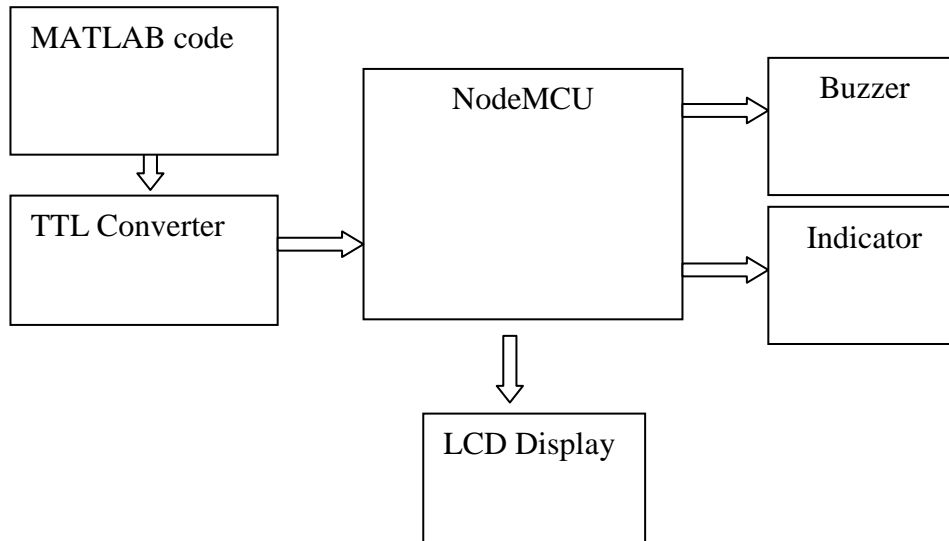 MATLAB code
NodeMCU
Buzzer
TTL Converter
Indicator
LCD Display